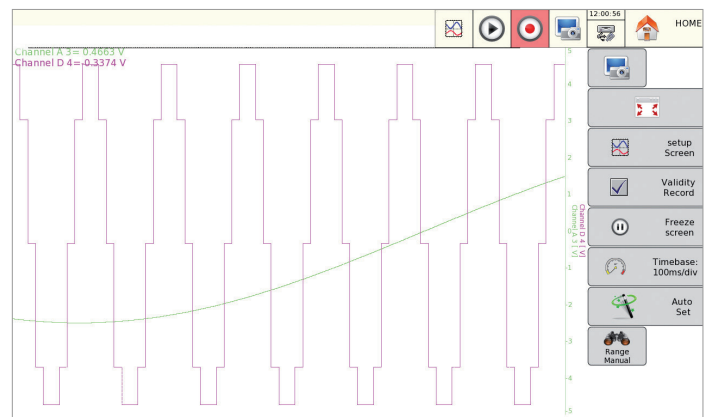 12:00:56
HOME
Channel A 3= 0.4663 V
Channel D 4=-0.3374 V
5
4
3
2
1
0
-1
-2
-3
-4
-5
Channel D 4 [ V]
Channel A 3 [ V]
setup
Screen
Validity
Record
Freeze
screen
Timebase:
100ms/div
Auto
Set
Range
Manual